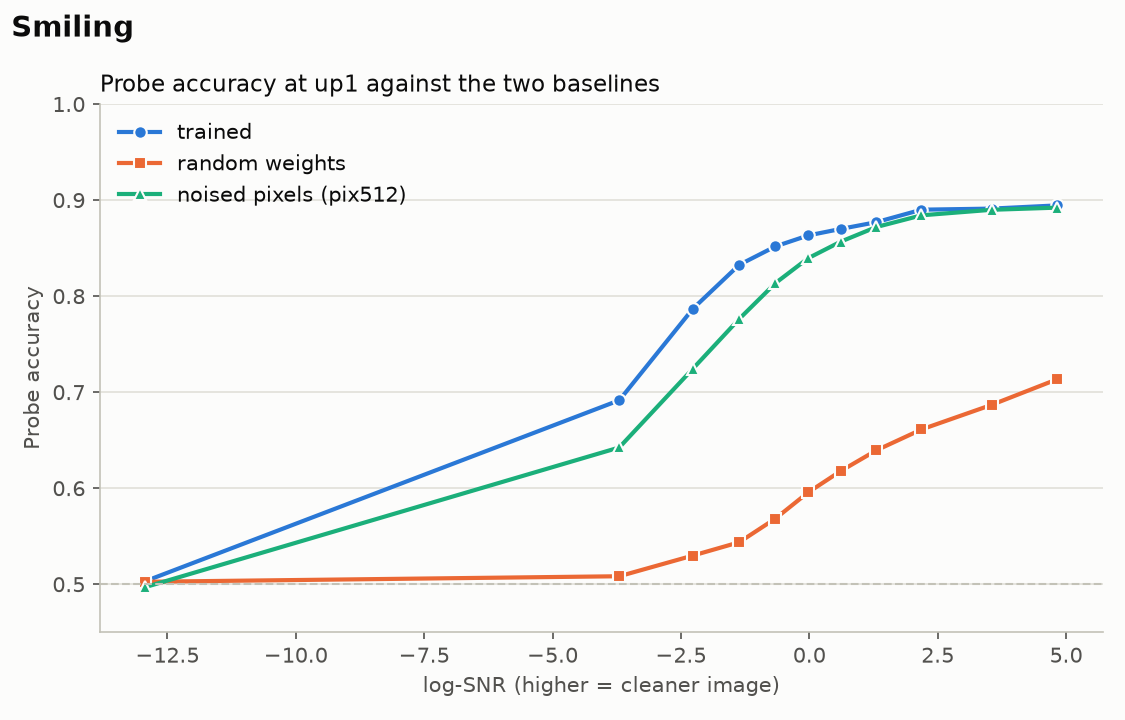 Smiling
Probe accuracy at up1 against the two baselines
1.0
0.9
0.8
0.7
0.6
0.5
Probe accuracy
trained
random weights
noised pixels (pix512)
−12.5 −10.0 −7.5 −5.0 −2.5 0.0 2.5 5.0
log-SNR (higher = cleaner image)